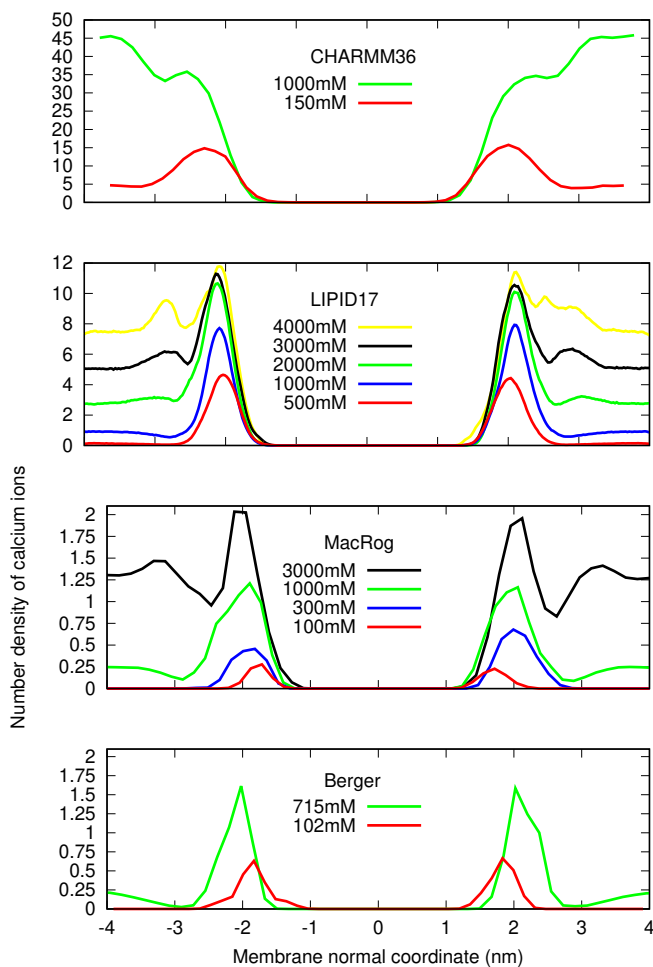 50
45
40
35
30
25
20
15
10
5
0
CHARMM36
1000mM
150mM
12
10
8
6
4
2
0
LIPID17
4000mM
3000mM
2000mM
1000mM
500mM
Number density of calcium ions
2
1.75
1.5
1.25
1
0.75
0.5
0.25
0
MacRog
3000mM
1000mM
300mM
100mM
2
1.75
1.5
1.25
1
0.75
0.5
0.25
0
Berger
715mM
102mM
-4 -3 -2 -1 0 1 2 3 4
Membrane normal coordinate (nm)